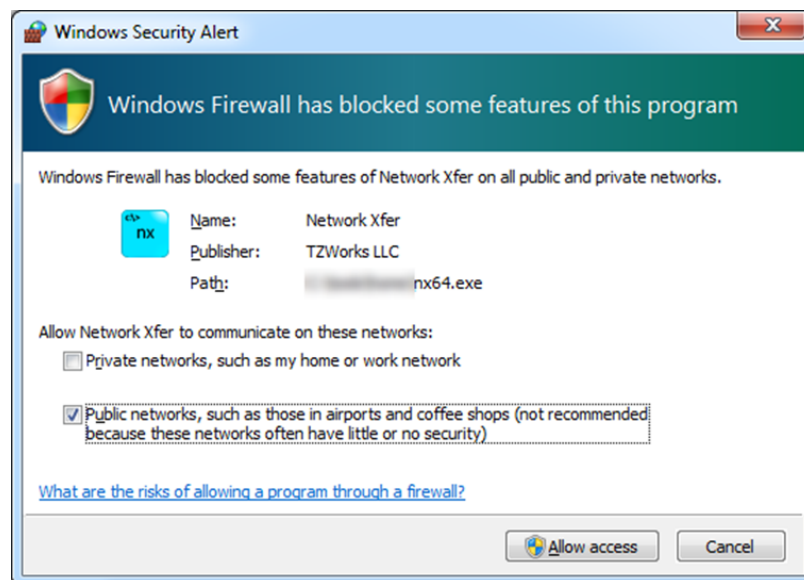 Windows Security Alert
Windows Firewall has blocked some features of this program
Windows Firewall has blocked some features of Network Xfer on all public and private networks.
c\>
nx
Name: Network Xfer
Publisher: TZWorks LLC
Path: nx64.exe
Allow Network Xfer to communicate on these networks:
Private networks, such as my home or work network
Public networks, such as those in airports and coffee shops (not recommended
because these networks often have little or no security)
What are the risks of allowing a program through a firewall?
Allow access Cancel